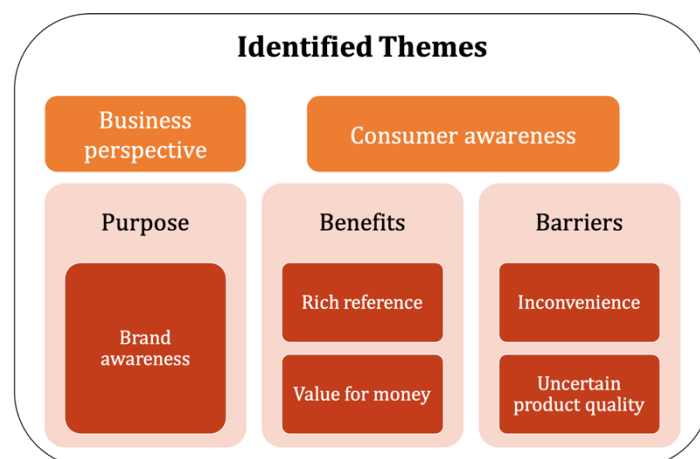 Identified Themes
Business
perspective
Consumer awareness
Purpose
Brand
awareness
Benefits
Rich reference
Value for money
Barriers
Inconvenience
Uncertain
product quality